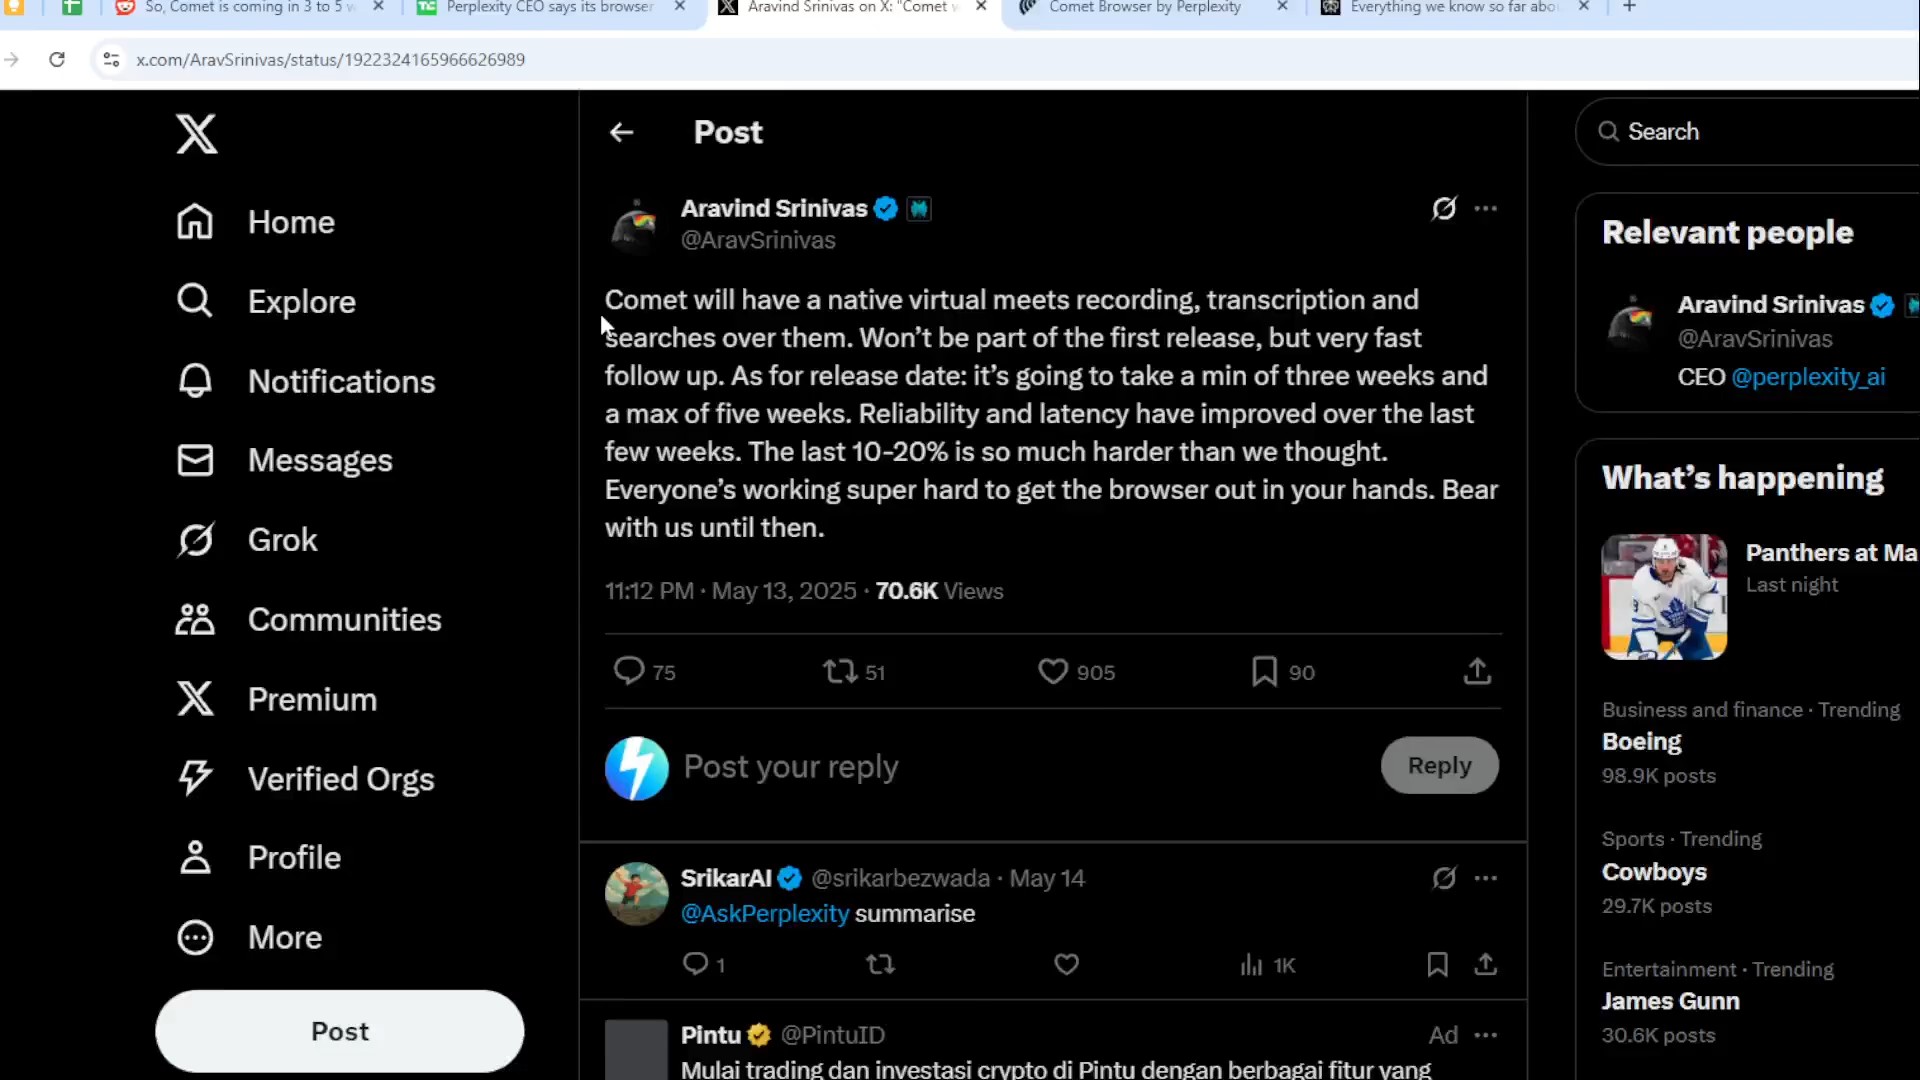 So, Comet is coming in 3 to 5 w
Perplexity CEO says its browser
Aravind Srinivas on X: "Comet w
Comet Browser by Perplexity
Everything we know so far abou
x.com/AravSrinivas/status/1922324165966626989
Home
Explore
Notifications
Messages
Grok
Communities
Premium
Verified Orgs
Profile
More
Post
Post
Aravind Srinivas
@AravSrinivas
Comet will have a native virtual meets recording, transcription and
searches over them. Won’t be part of the first release, but very fast
follow up. As for release date: it’s going to take a min of three weeks and
a max of five weeks. Reliability and latency have improved over the last
few weeks. The last 10-20% is so much harder than we thought.
Everyone’s working super hard to get the browser out in your hands. Bear
with us until then.
11:12 PM · May 13, 2025 · 70.6K Views
75 51 905 90
Post your reply
Reply
SrikarAI @srikarbezwada · May 14
@AskPerplexity summarise
1 1K
Pintu @PintuID Ad
Mulai trading dan investasi crypto di Pintu dengan berbagai fitur yang
Search
Relevant people
Aravind Srinivas
@AravSrinivas
CEO @perplexity_ai
What’s happening
Panthers at Ma
Last night
Business and finance · Trending
Boeing
98.9K posts
Sports · Trending
Cowboys
29.7K posts
Entertainment · Trending
James Gunn
30.6K posts